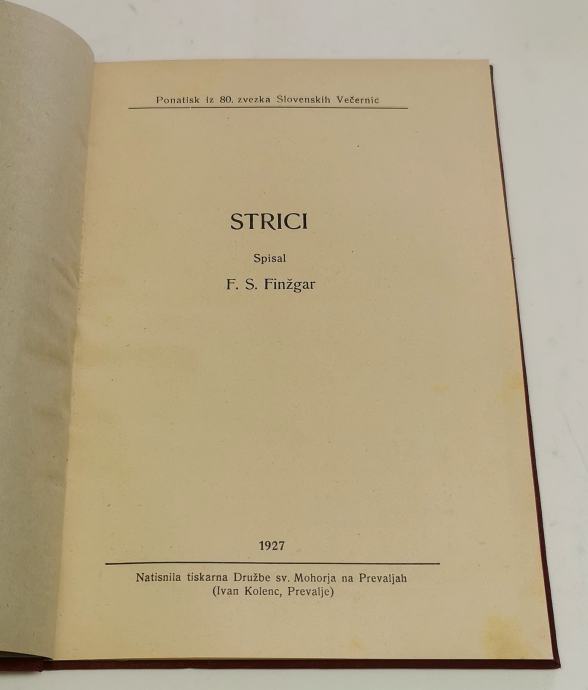 Ponatisk iz 80. zvezka Slovenskih Večernic
STRICI
Spisal
F. S. Finžgar
1927
Natisnila tiskarna Družbe sv. Mohorja na Prevaljah
(Ivan Kolenc, Prevalje)